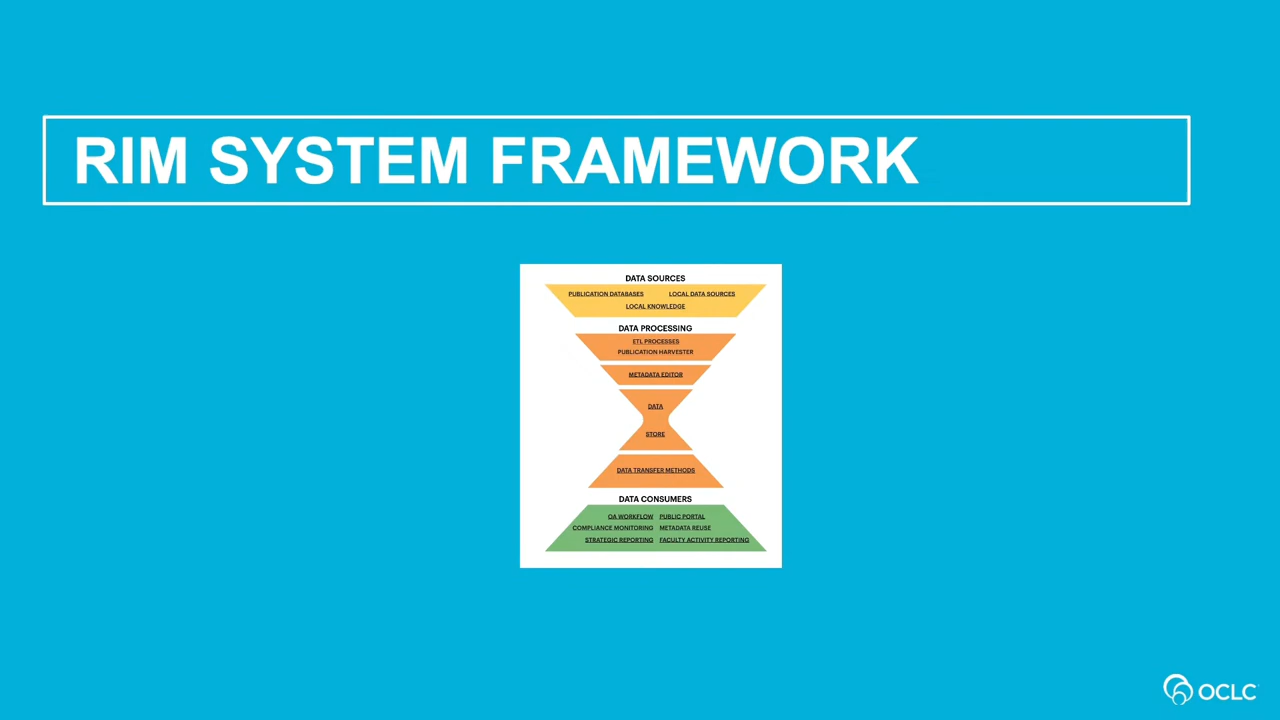 RIM SYSTEM FRAMEWORK
DATA SOURCES
PUBLICATION DATABASES LOCAL DATA SOURCES
LOCAL KNOWLEDGE
DATA PROCESSING
ETL PROCESSES
PUBLICATION HARVESTER
METADATA EDITOR
DATA
STORE
DATA TRANSFER METHODS
DATA CONSUMERS
OA WORKFLOW PUBLIC PORTAL
COMPLIANCE MONITORING METADATA REUSE
STRATEGIC REPORTING FACULTY ACTIVITY REPORTING
OCLC